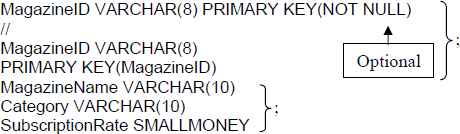 MagazineID VARCHAR(8) PRIMARY KEY(NOT NULL)
//
MagazineID VARCHAR(8)
PRIMARY KEY(MagazineID)
;
Optional
MagazineName VARCHAR(10)
Category VARCHAR(10)
SubscriptionRate SMALLMONEY
;